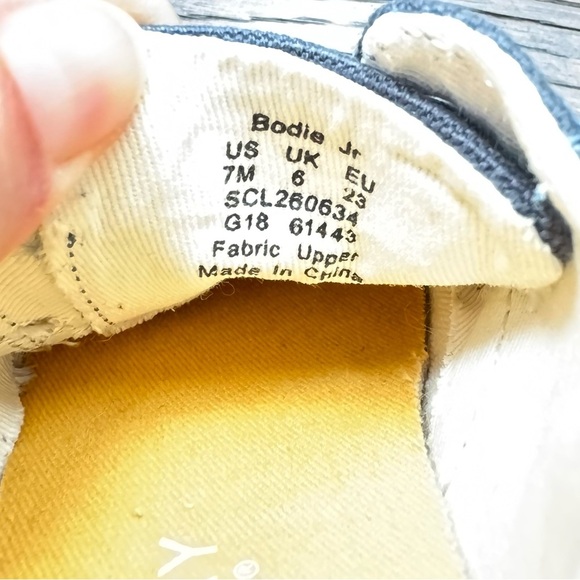 Bodie Jr
US UK EU
7M 6 23
SCL260634
G18 61443
Fabric Upper
Made In China
Y
®